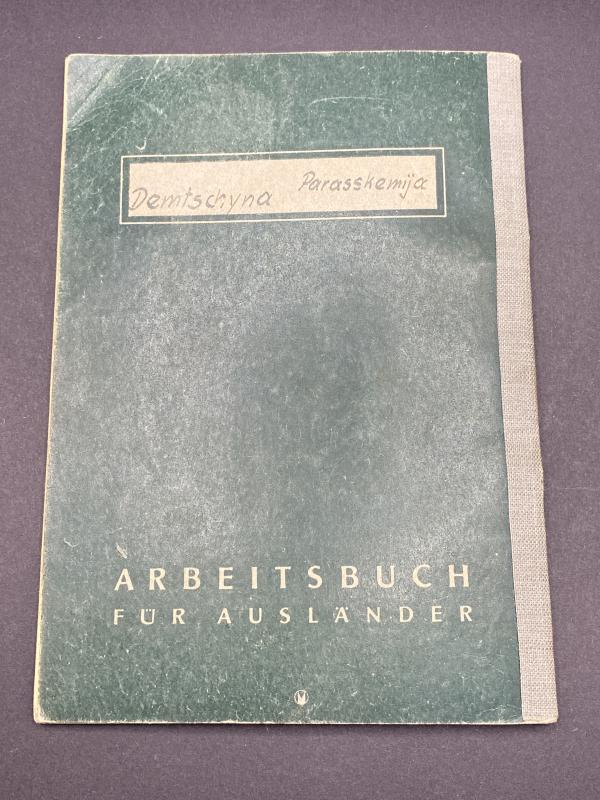 Demtschyna Parasskemija
ARBEITSBUCH
FÜR AUSLÄNDER